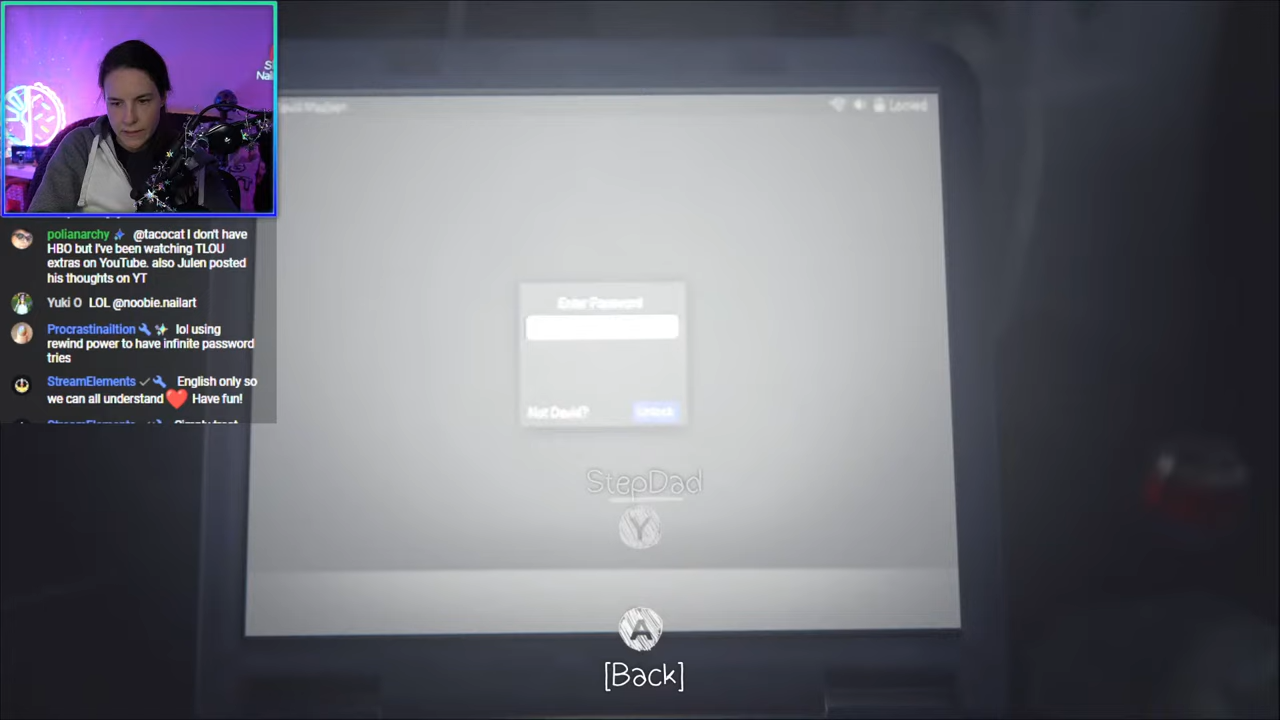 polianarchy @tacocat I don't have
HBO but I've been watching TLOU
extras on YouTube. also Julen posted
his thoughts on YT
Yuki O LOL @noobie.nailart
Procrastinailtion lol using
rewind power to have infinite password
tries
StreamElements English only so
we can all understand ❤️ Have fun!
Locked
Enter Password
Not David?
Unlock
StepDad
Y
A
[Back]